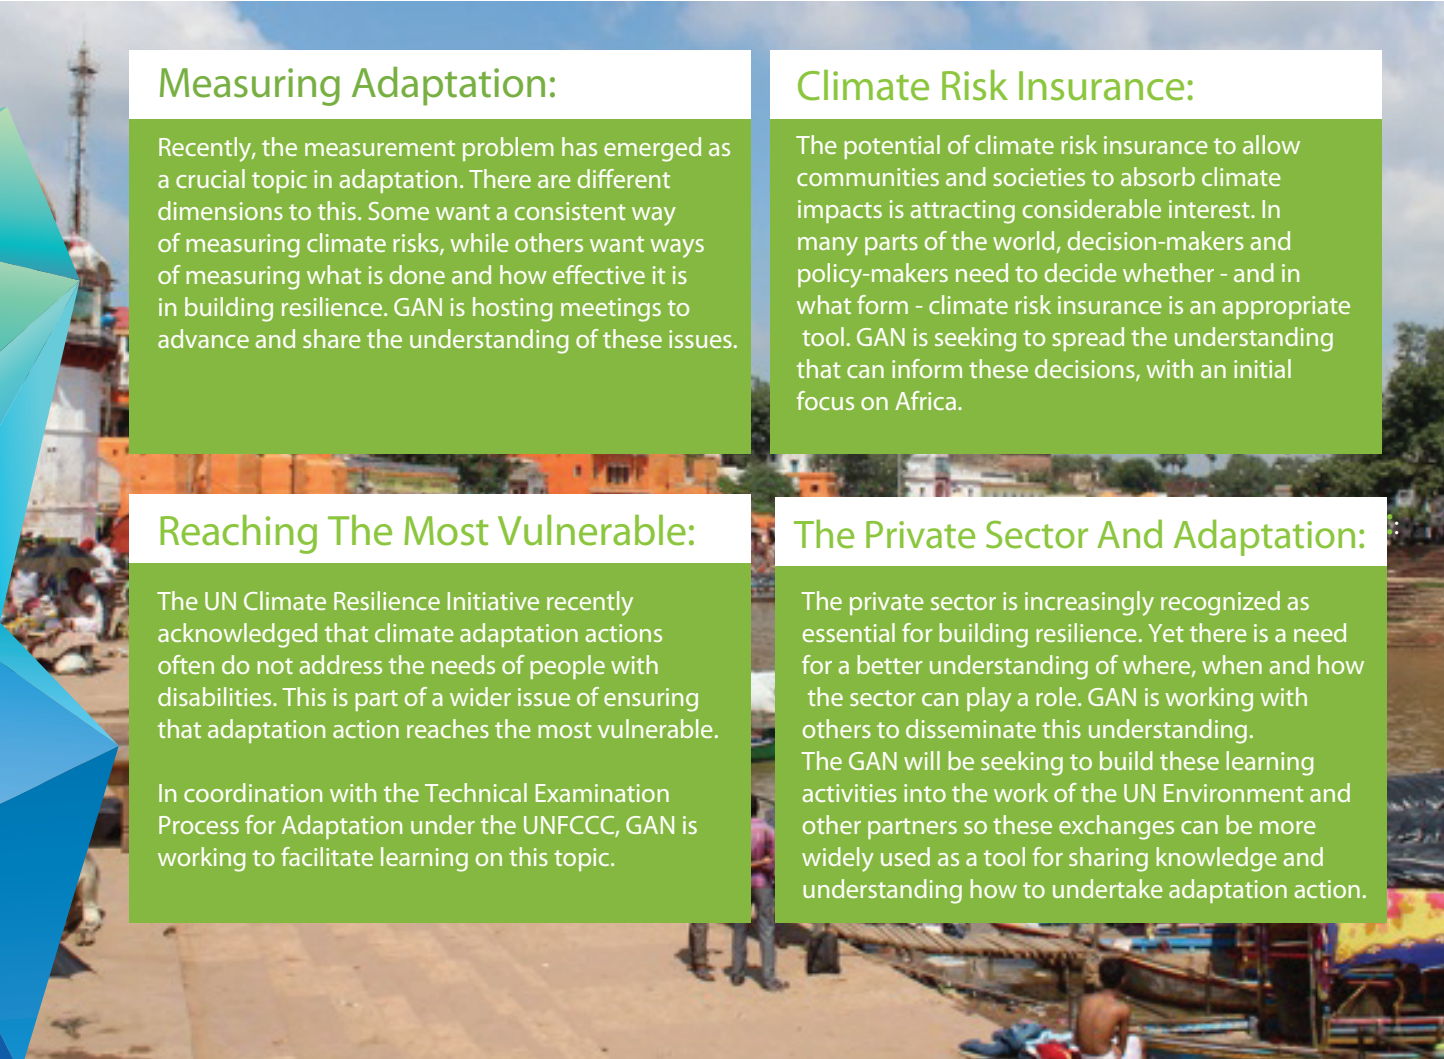 Measuring Adaptation:
Recently, the measurement problem has emerged as
a crucial topic in adaptation. There are different
dimensions to this. Some want a consistent way
of measuring climate risks, while others want ways
of measuring what is done and how effective it is
in building resilience. GAN is hosting meetings to
advance and share the understanding of these issues.
Climate Risk Insurance:
The potential of climate risk insurance to allow
communities and societies to absorb climate
impacts is attracting considerable interest. In
many parts of the world, decision-makers and
policy-makers need to decide whether - and in
what form - climate risk insurance is an appropriate
tool. GAN is seeking to spread the understanding
that can inform these decisions, with an initial
focus on Africa.
Reaching The Most Vulnerable:
The UN Climate Resilience Initiative recently
acknowledged that climate adaptation actions
often do not address the needs of people with
disabilities. This is part of a wider issue of ensuring
that adaptation action reaches the most vulnerable.
In coordination with the Technical Examination
Process for Adaptation under the UNFCCC, GAN is
working to facilitate learning on this topic.
The Private Sector And Adaptation:
The private sector is increasingly recognized as
essential for building resilience. Yet there is a need
for a better understanding of where, when and how
the sector can play a role. GAN is working with
others to disseminate this understanding.
The GAN will be seeking to build these learning
activities into the work of the UN Environment and
other partners so these exchanges can be more
widely used as a tool for sharing knowledge and
understanding how to undertake adaptation action.